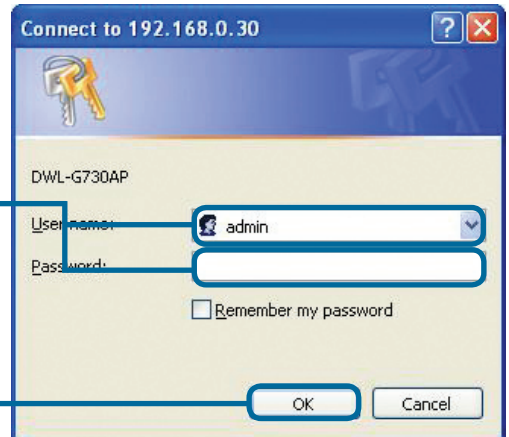 Connect to 192.168.0.30
DWL-G730AP
User name:
admin
Password:
Remember my password
OK
Cancel